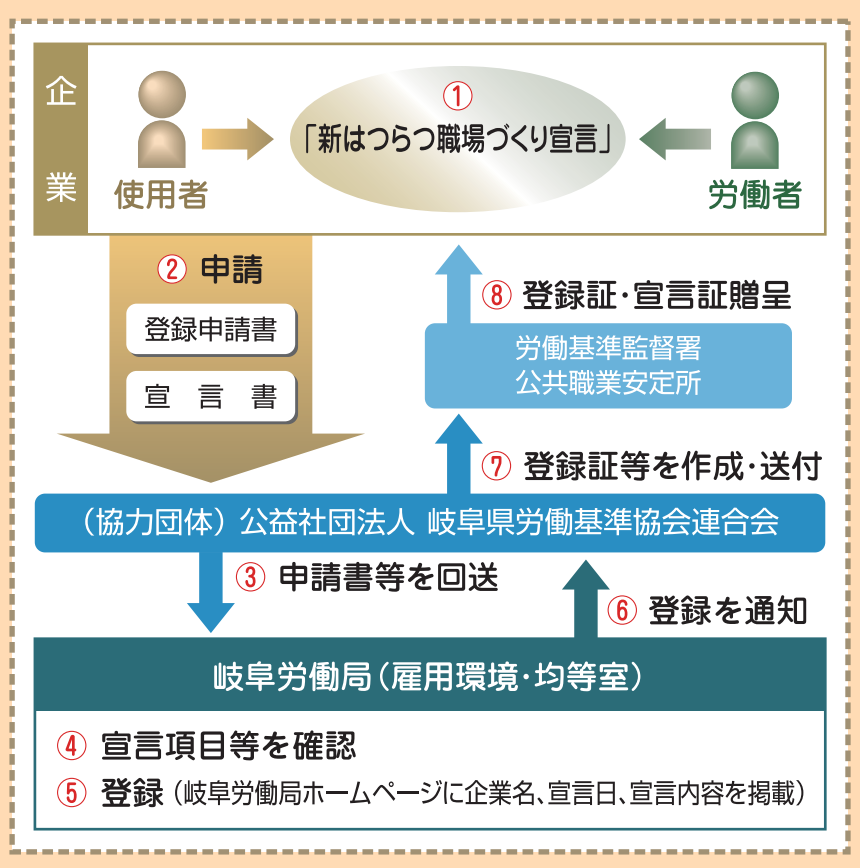 企業
①
「新はつらつ職場づくり宣言」
使用者
労働者
② 申請
登録申請書
宣 言 書
⑧ 登録証・宣言証贈呈
労働基準監督署
公共職業安定所
⑦ 登録証等を作成・送付
（協力団体）公益社団法人 岐阜県労働基準協会連合会
③ 申請書等を回送
⑥ 登録を通知
岐阜労働局（雇用環境・均等室）
④ 宣言項目等を確認
⑤ 登録（岐阜労働局ホームページに企業名、宣言日、宣言内容を掲載）